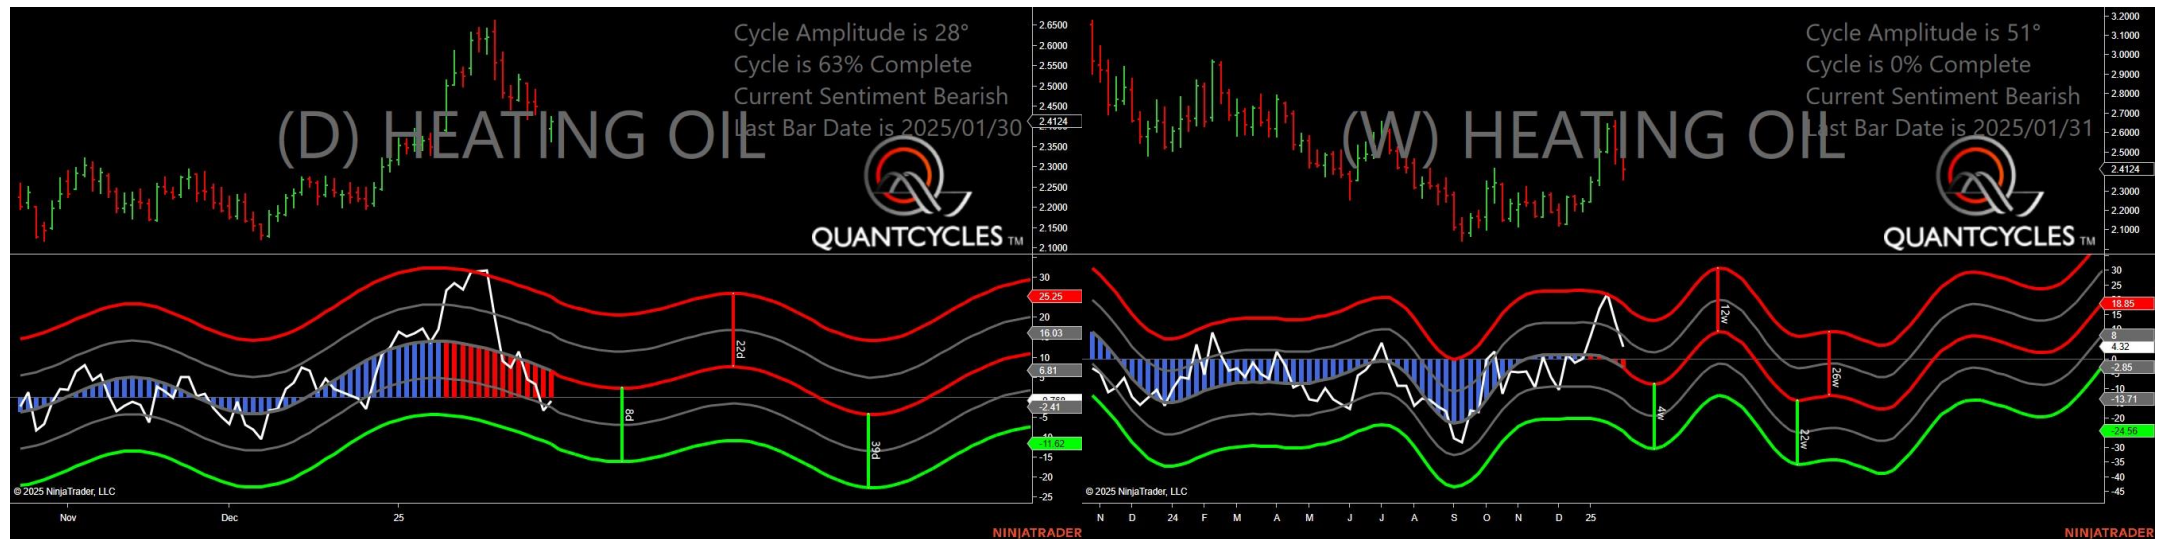 Cycle Amplitude is 28°
Cycle is 63% Complete
Current Sentiment Bearish
Last Bar Date is 2025/01/30
(D) HEATING OIL
QUANTCYCLES TM
2.6500
2.6000
2.5500
2.5000
2.4500
2.4124
2.3500
2.3000
2.2500
2.2000
2.1500
2.1000
30
25.25
20
16.03
10
6.81
-2.41
-5
-11.62
-15
-20
-25
22d
8d
39d
© 2025 NinjaTrader, LLC
Nov Dec 25
NINJATRADER
Cycle Amplitude is 51°
Cycle is 0% Complete
Current Sentiment Bearish
Last Bar Date is 2025/01/31
(W) HEATING OIL
QUANTCYCLES TM
3.2000
3.1000
3.0000
2.9000
2.8000
2.7000
2.6000
2.5000
2.4124
2.3000
2.2000
2.1000
30
25
18.85
15
8
4.32
0
-2.85
-10
-13.71
-20
-24.56
-30
-35
-40
-45
12w
26w
4w
22w
© 2025 NinjaTrader, LLC
N D 24 F M A M J J A S O N D 25
NINJATRADER